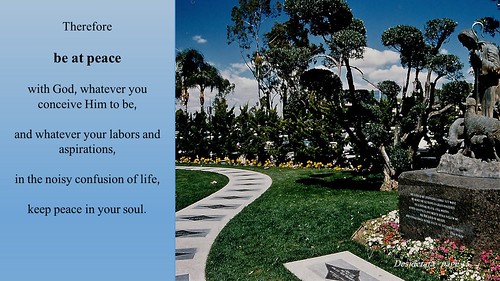 Therefore
be at peace
with God, whatever you
conceive Him to be,
and whatever your labors and
aspirations,
in the noisy confusion of life,
keep peace in your soul.
Desiderata